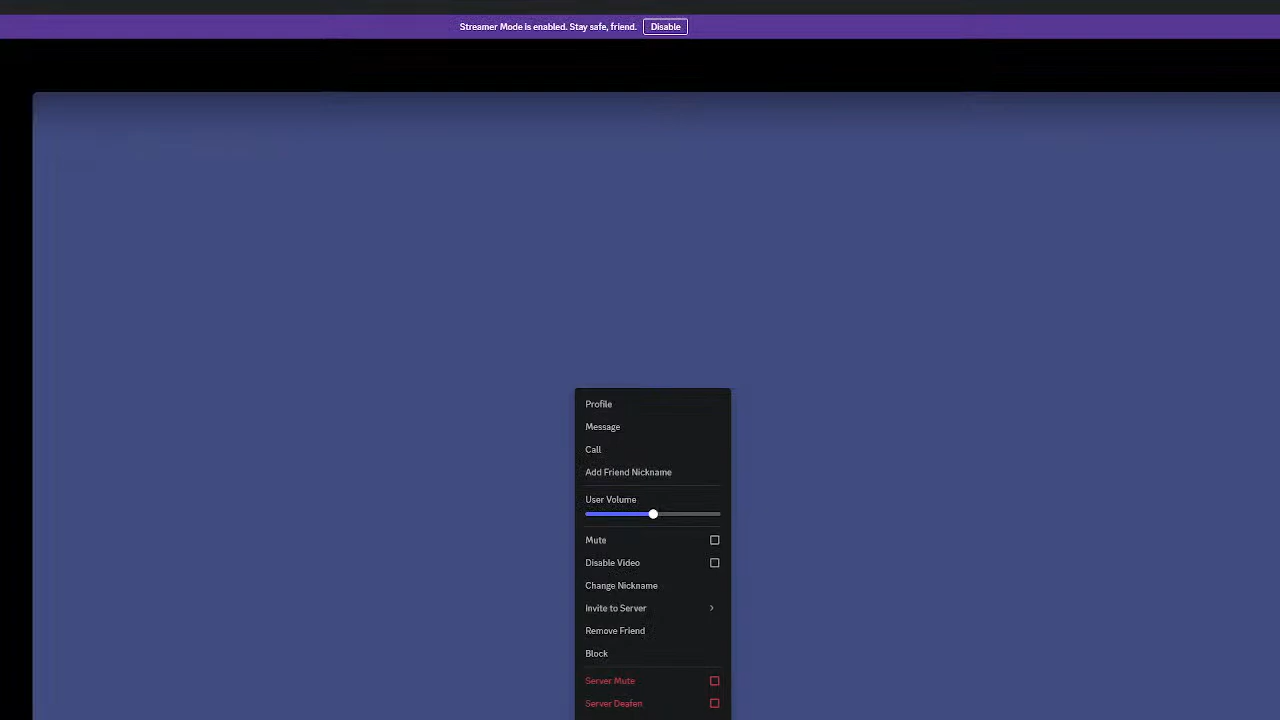 Streamer Mode is enabled. Stay safe, friend. Disable
Profile
Message
Call
Add Friend Nickname
User Volume
Mute
Disable Video
Change Nickname
Invite to Server
Remove Friend
Block
Server Mute
Server Deafen